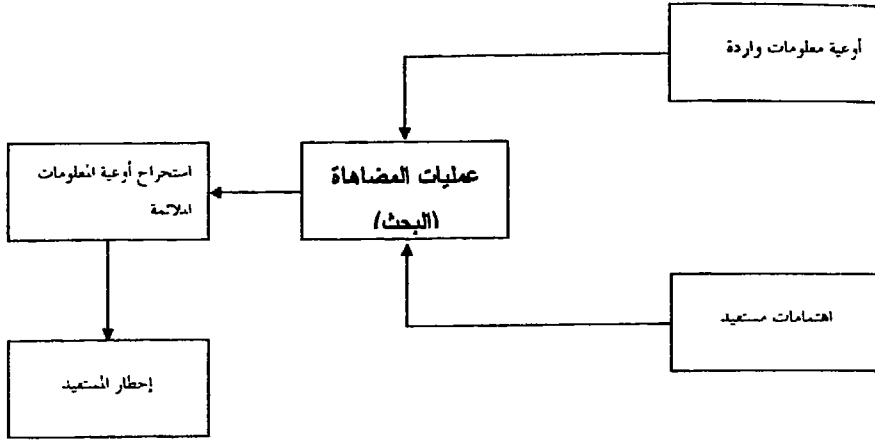 أوعية معلومات واردة
عمليات المضاهاة
(البحث)
استخراج أوعية المعلومات
الملائمة
اهتمامات مستفيد
إخطار المستفيد